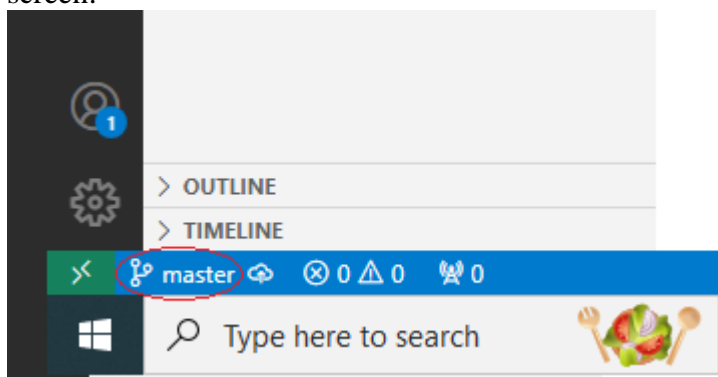 screen.
1
OUTLINE
TIMELINE
master 0 0 0
Type here to search